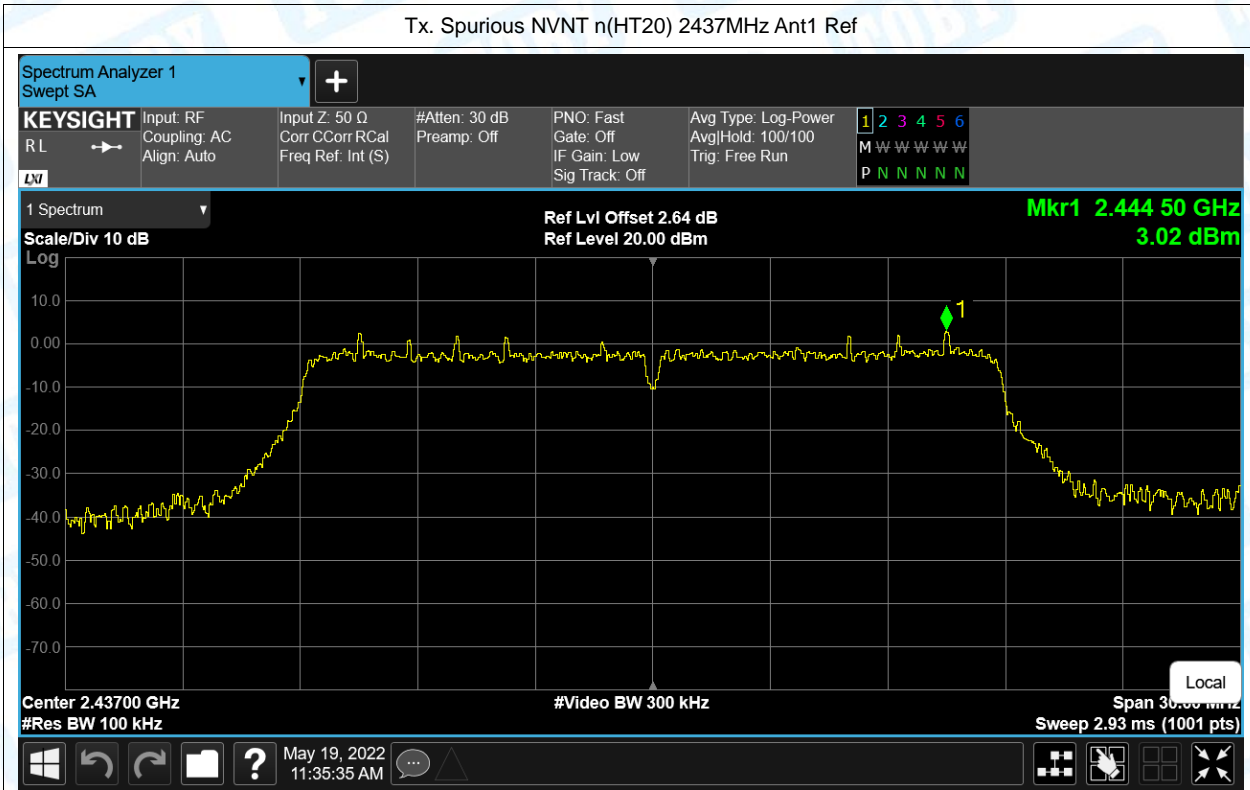 Tx. Spurious NVNT n(HT20) 2437MHz Ant1 Ref
Spectrum Analyzer 1
Swept SA
KEYSIGHT
R L
LXI
Input: RF
Coupling: AC
Align: Auto
Input Z: 50 Ω
Corr CCorr RCal
Freq Ref: Int (S)
#Atten: 30 dB
Preamp: Off
PNO: Fast
Gate: Off
IF Gain: Low
Sig Track: Off
Avg Type: Log-Power
Avg|Hold: 100/100
Trig: Free Run
1 2 3 4 5 6
M W W W W W
P N N N N N
1 Spectrum
Scale/Div 10 dB
Ref Lvl Offset 2.64 dB
Ref Level 20.00 dBm
Mkr1 2.444 50 GHz
3.02 dBm
Log
10.0
0.00
-10.0
-20.0
-30.0
-40.0
-50.0
-60.0
-70.0
1
Local
Center 2.43700 GHz
#Res BW 100 kHz
#Video BW 300 kHz
Span 30.00 MHz
Sweep 2.93 ms (1001 pts)
?
May 19, 2022
11:35:35 AM